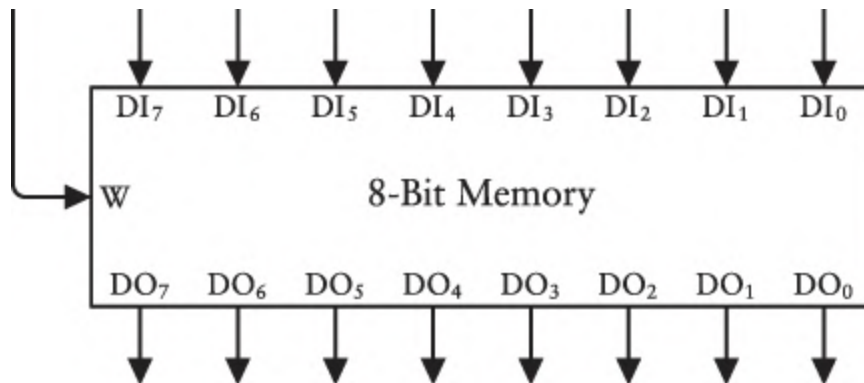 DI₇ DI₆ DI₅ DI₄ DI₃ DI₂ DI₁ DI₀
W 8-Bit Memory
DO₇ DO₆ DO₅ DO₄ DO₃ DO₂ DO₁ DO₀